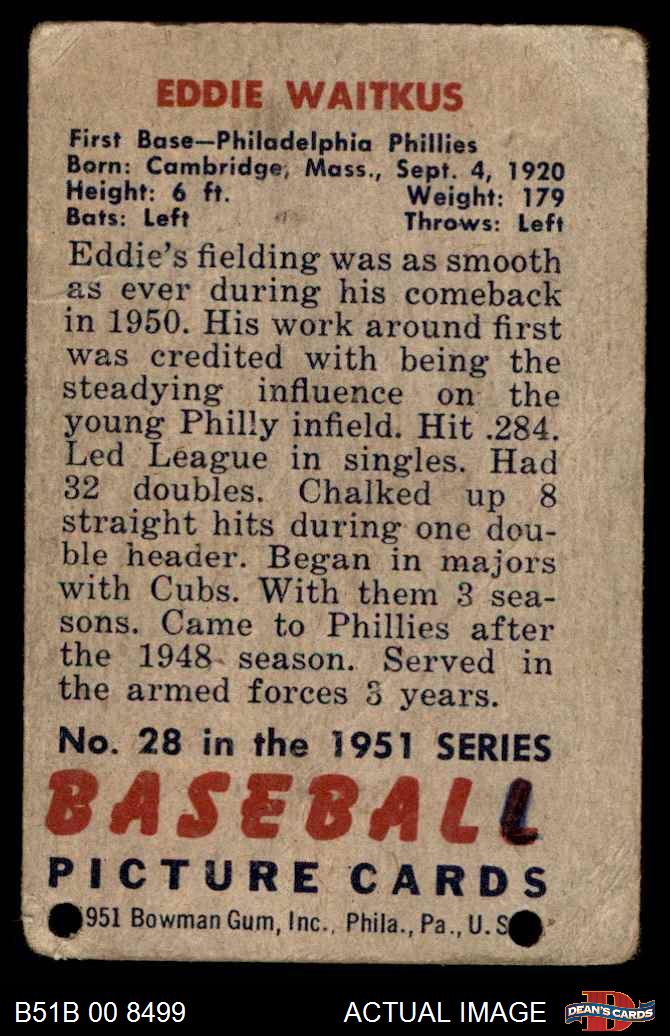 EDDIE WAITKUS
First Base—Philadelphia Phillies
Born: Cambridge, Mass., Sept. 4, 1920
Height: 6 ft. Weight: 179
Bats: Left Throws: Left
Eddie's fielding was as smooth
as ever during his comeback
in 1950. His work around first
was credited with being the
steadying influence on the
young Philly infield. Hit .284.
Led League in singles. Had
32 doubles. Chalked up 8
straight hits during one dou-
ble header. Began in majors
with Cubs. With them 3 sea-
sons. Came to Phillies after
the 1948 season. Served in
the armed forces 3 years.
No. 28 in the 1951 SERIES
BASEBALL
PICTURE CARDS
951 Bowman Gum, Inc., Phila., Pa., U. S
B51B 00 8499 ACTUAL IMAGE
D
DEAN'S CARDS